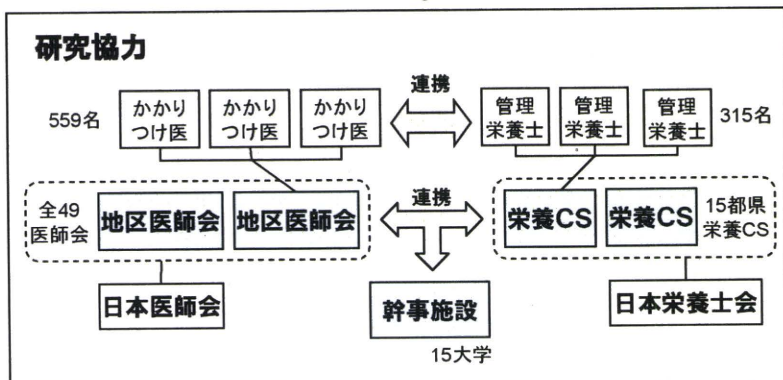 研究協力
559名
かかり
つけ医
かかり
つけ医
かかり
つけ医
連携
管理
栄養士
管理
栄養士
管理
栄養士
315名
全49
医師会
地区医師会
地区医師会
連携
栄養CS
栄養CS
15都県
栄養CS
日本医師会
幹事施設
15大学
日本栄養士会